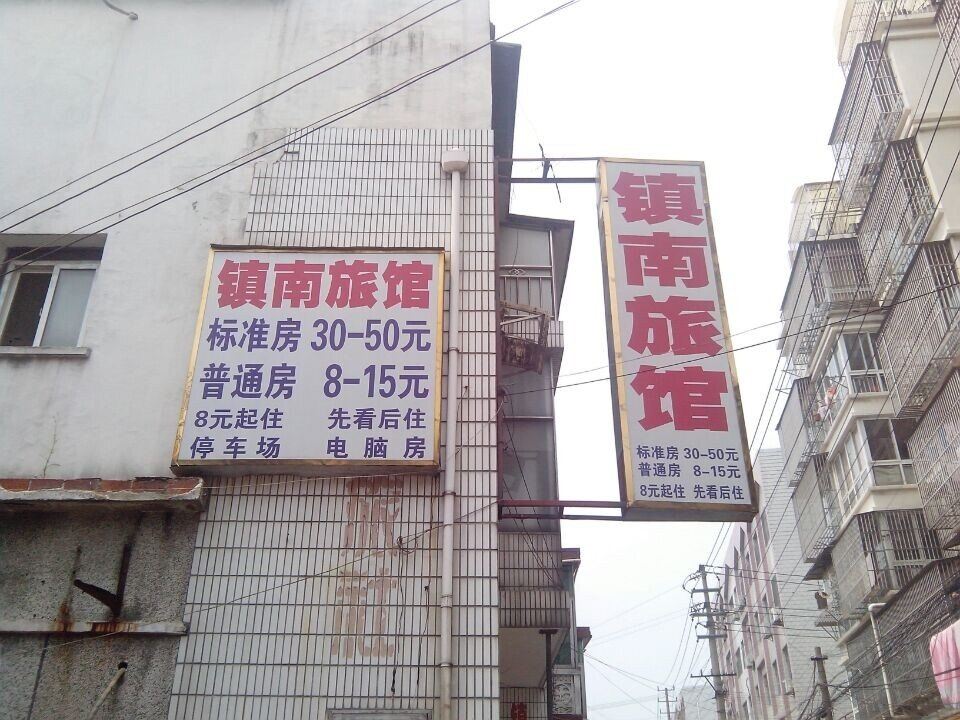 镇南旅馆
标准房 30-50元
普通房 8-15元
8元起住 先看后住
停车场 电脑房
镇南旅馆
标准房 30-50元
普通房 8-15元
8元起住 先看后住
镇